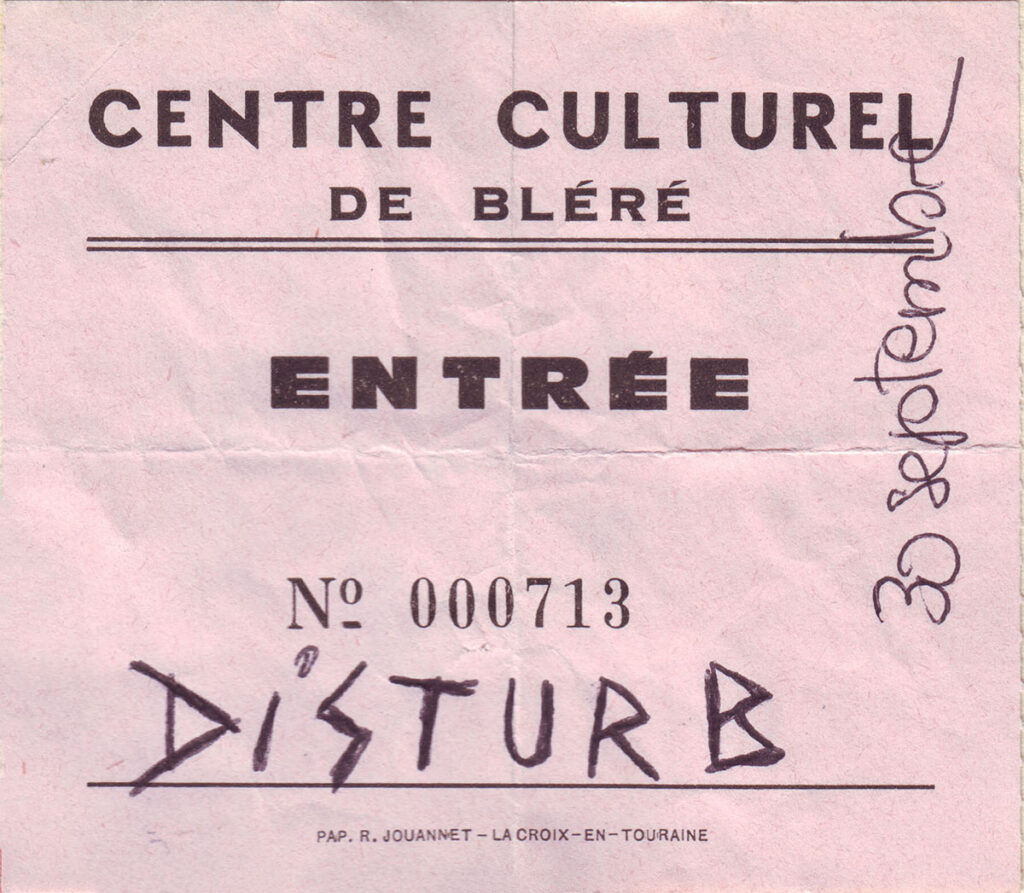 CENTRE CULTUREL
DE BLÉRÉ
ENTRÉE
30 septembre
Nº 000713
DiSTURB
PAP. R. JOUANNET – LA CROIX-EN-TOURAINE